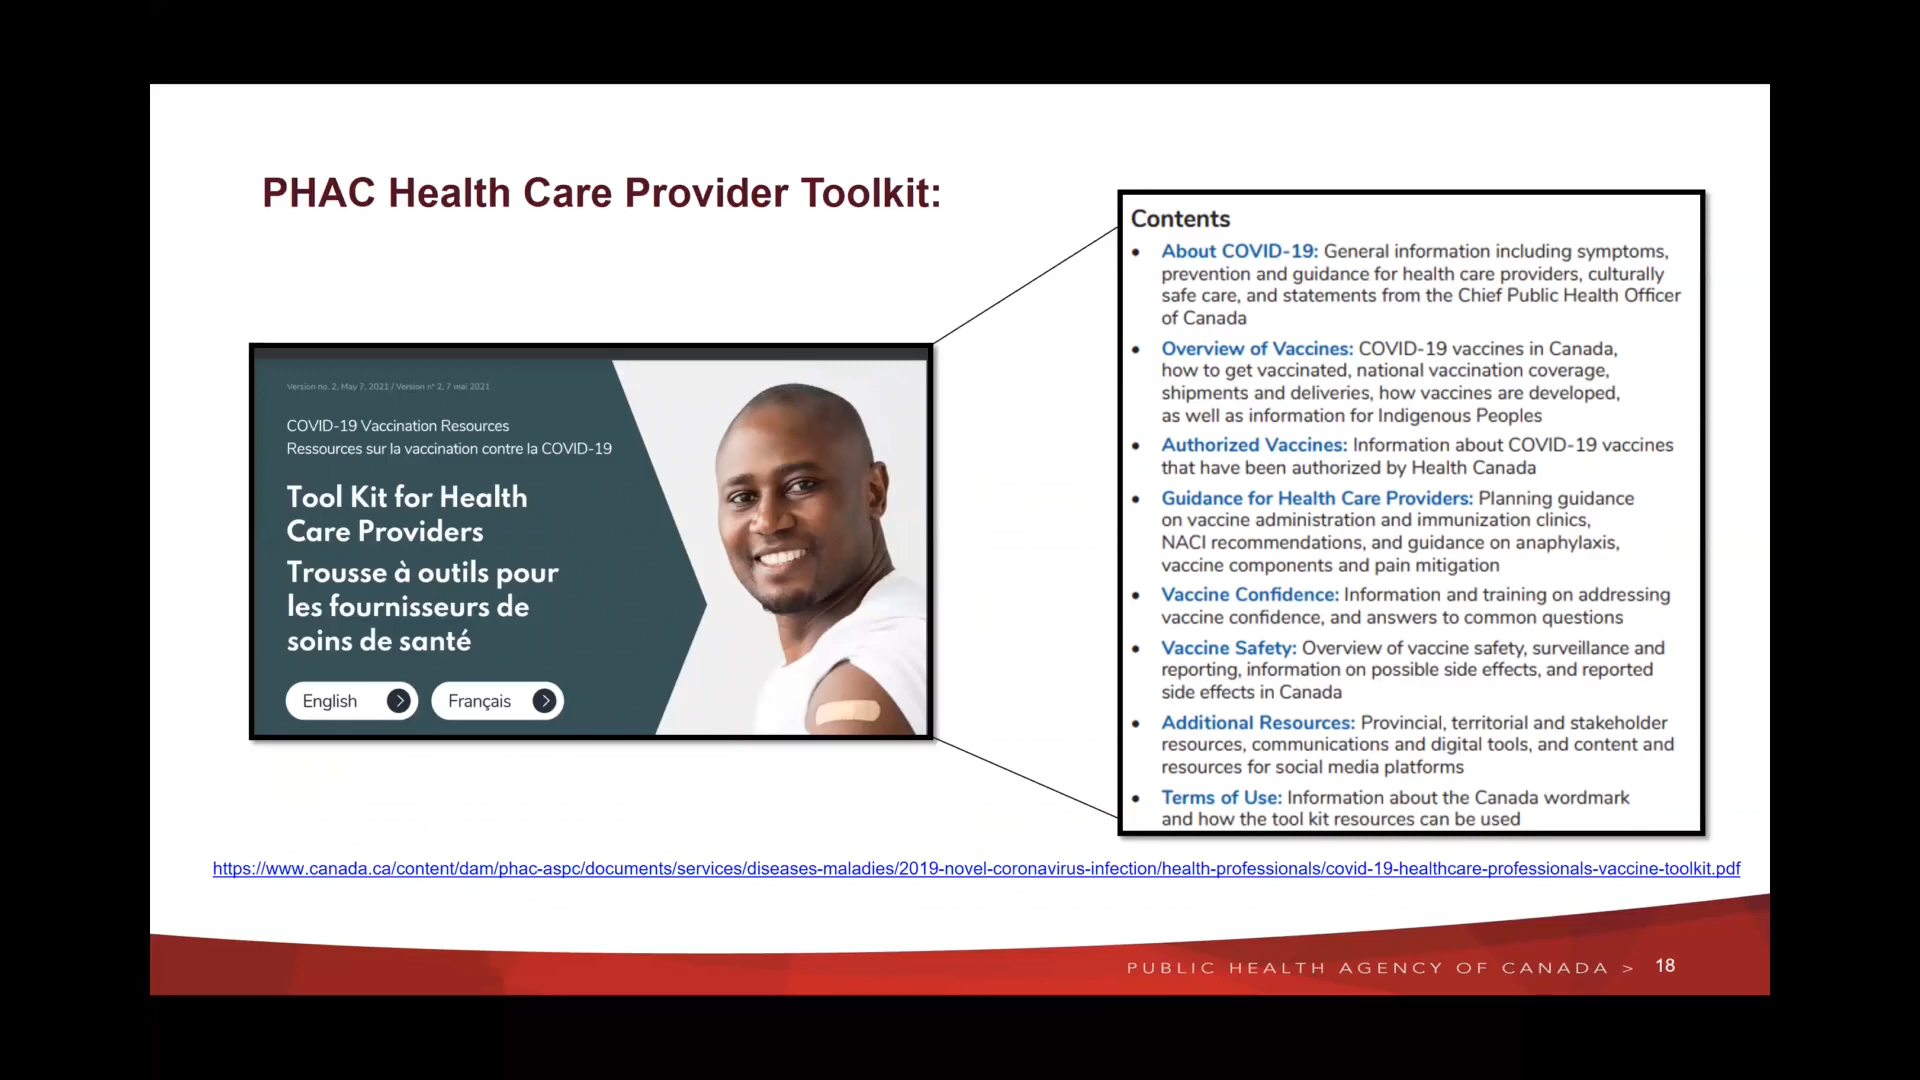 PHAC Health Care Provider Toolkit:
Version no. 2, May 7, 2021 / Version n° 2, 7 mai 2021
COVID-19 Vaccination Resources
Ressources sur la vaccination contre la COVID-19
Tool Kit for Health
Care Providers
Trousse à outils pour
les fournisseurs de
soins de santé
English
Français
Contents
• About COVID-19: General information including symptoms,
prevention and guidance for health care providers, culturally
safe care, and statements from the Chief Public Health Officer
of Canada
• Overview of Vaccines: COVID-19 vaccines in Canada,
how to get vaccinated, national vaccination coverage,
shipments and deliveries, how vaccines are developed,
as well as information for Indigenous Peoples
• Authorized Vaccines: Information about COVID-19 vaccines
that have been authorized by Health Canada
• Guidance for Health Care Providers: Planning guidance
on vaccine administration and immunization clinics,
NACI recommendations, and guidance on anaphylaxis,
vaccine components and pain mitigation
• Vaccine Confidence: Information and training on addressing
vaccine confidence, and answers to common questions
• Vaccine Safety: Overview of vaccine safety, surveillance and
reporting, information on possible side effects, and reported
side effects in Canada
• Additional Resources: Provincial, territorial and stakeholder
resources, communications and digital tools, and content and
resources for social media platforms
• Terms of Use: Information about the Canada wordmark
and how the tool kit resources can be used
https://www.canada.ca/content/dam/phac-aspc/documents/services/diseases-maladies/2019-novel-coronavirus-infection/health-professionals/covid-19-healthcare-professionals-vaccine-toolkit.pdf
PUBLIC HEALTH AGENCY OF CANADA > 18